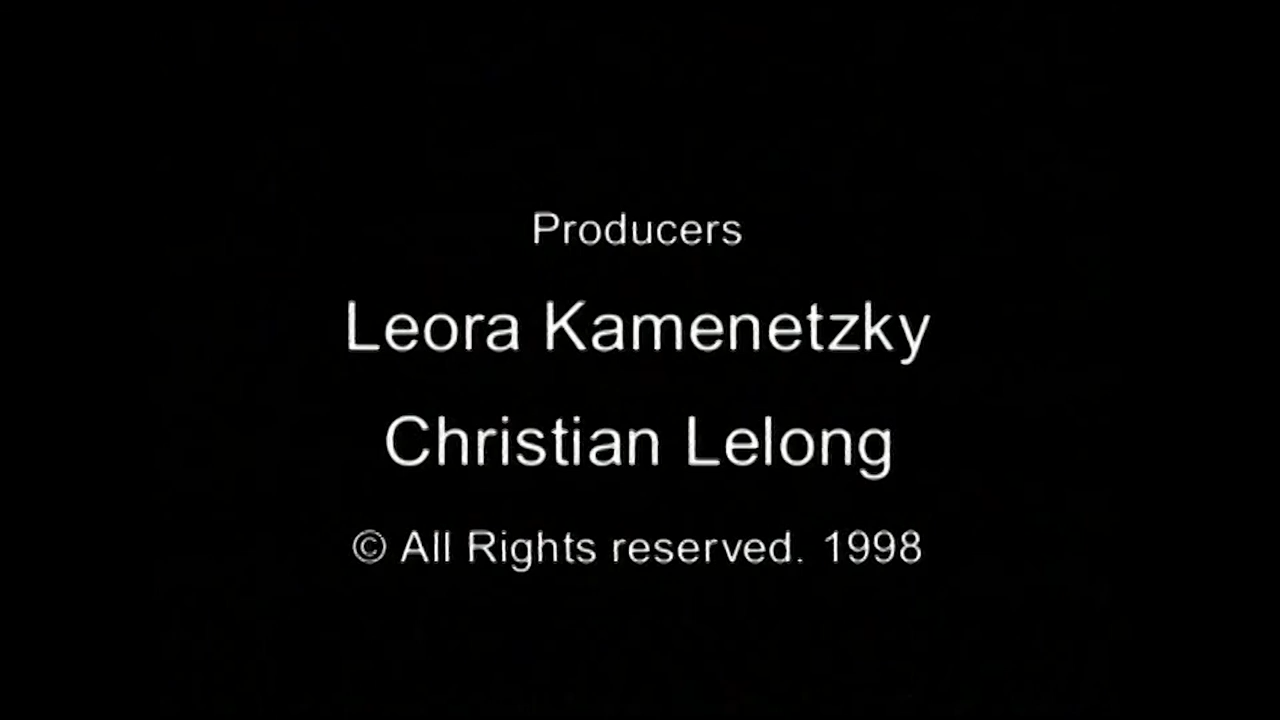 Producers
Leora Kamenetzky
Christian Lelong
© All Rights reserved. 1998